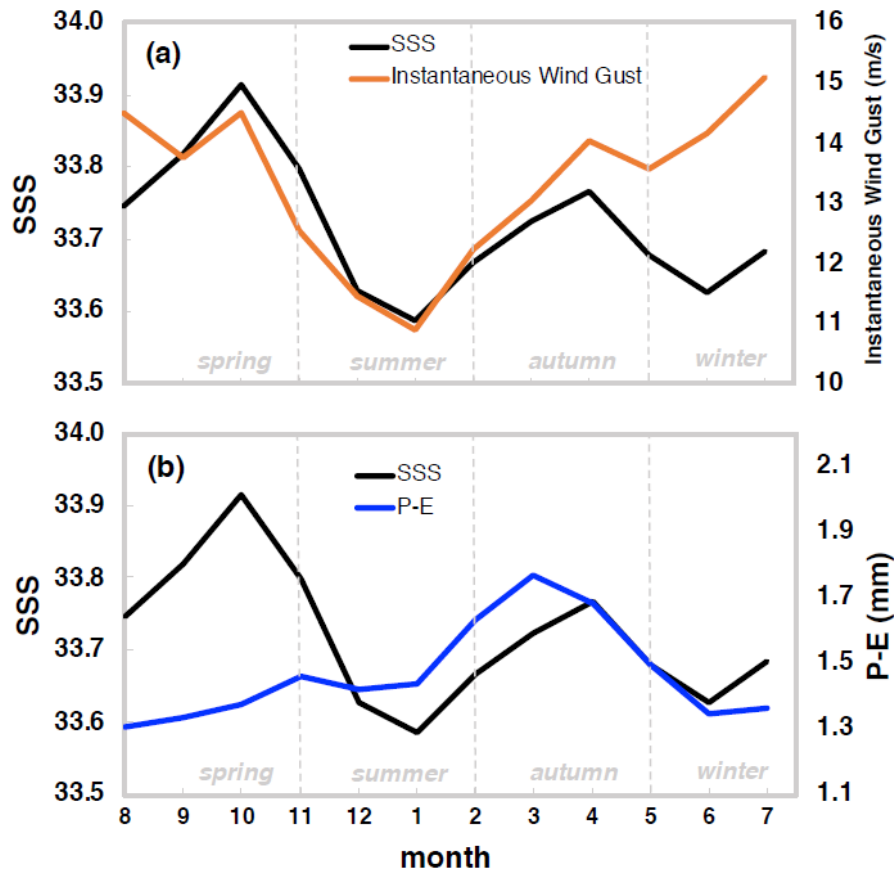 34.0
33.9
33.8
33.7
33.6
33.5
SSS
(a)
SSS
Instantaneous Wind Gust
spring
summer
autumn
winter
16
15
14
13
12
11
10
Instantaneous Wind Gust (m/s)
34.0
33.9
33.8
33.7
33.6
33.5
SSS
(b)
SSS
P-E
spring
summer
autumn
winter
2.1
1.9
1.7
1.5
1.3
1.1
P-E (mm)
8 9 10 11 12 1 2 3 4 5 6 7
month